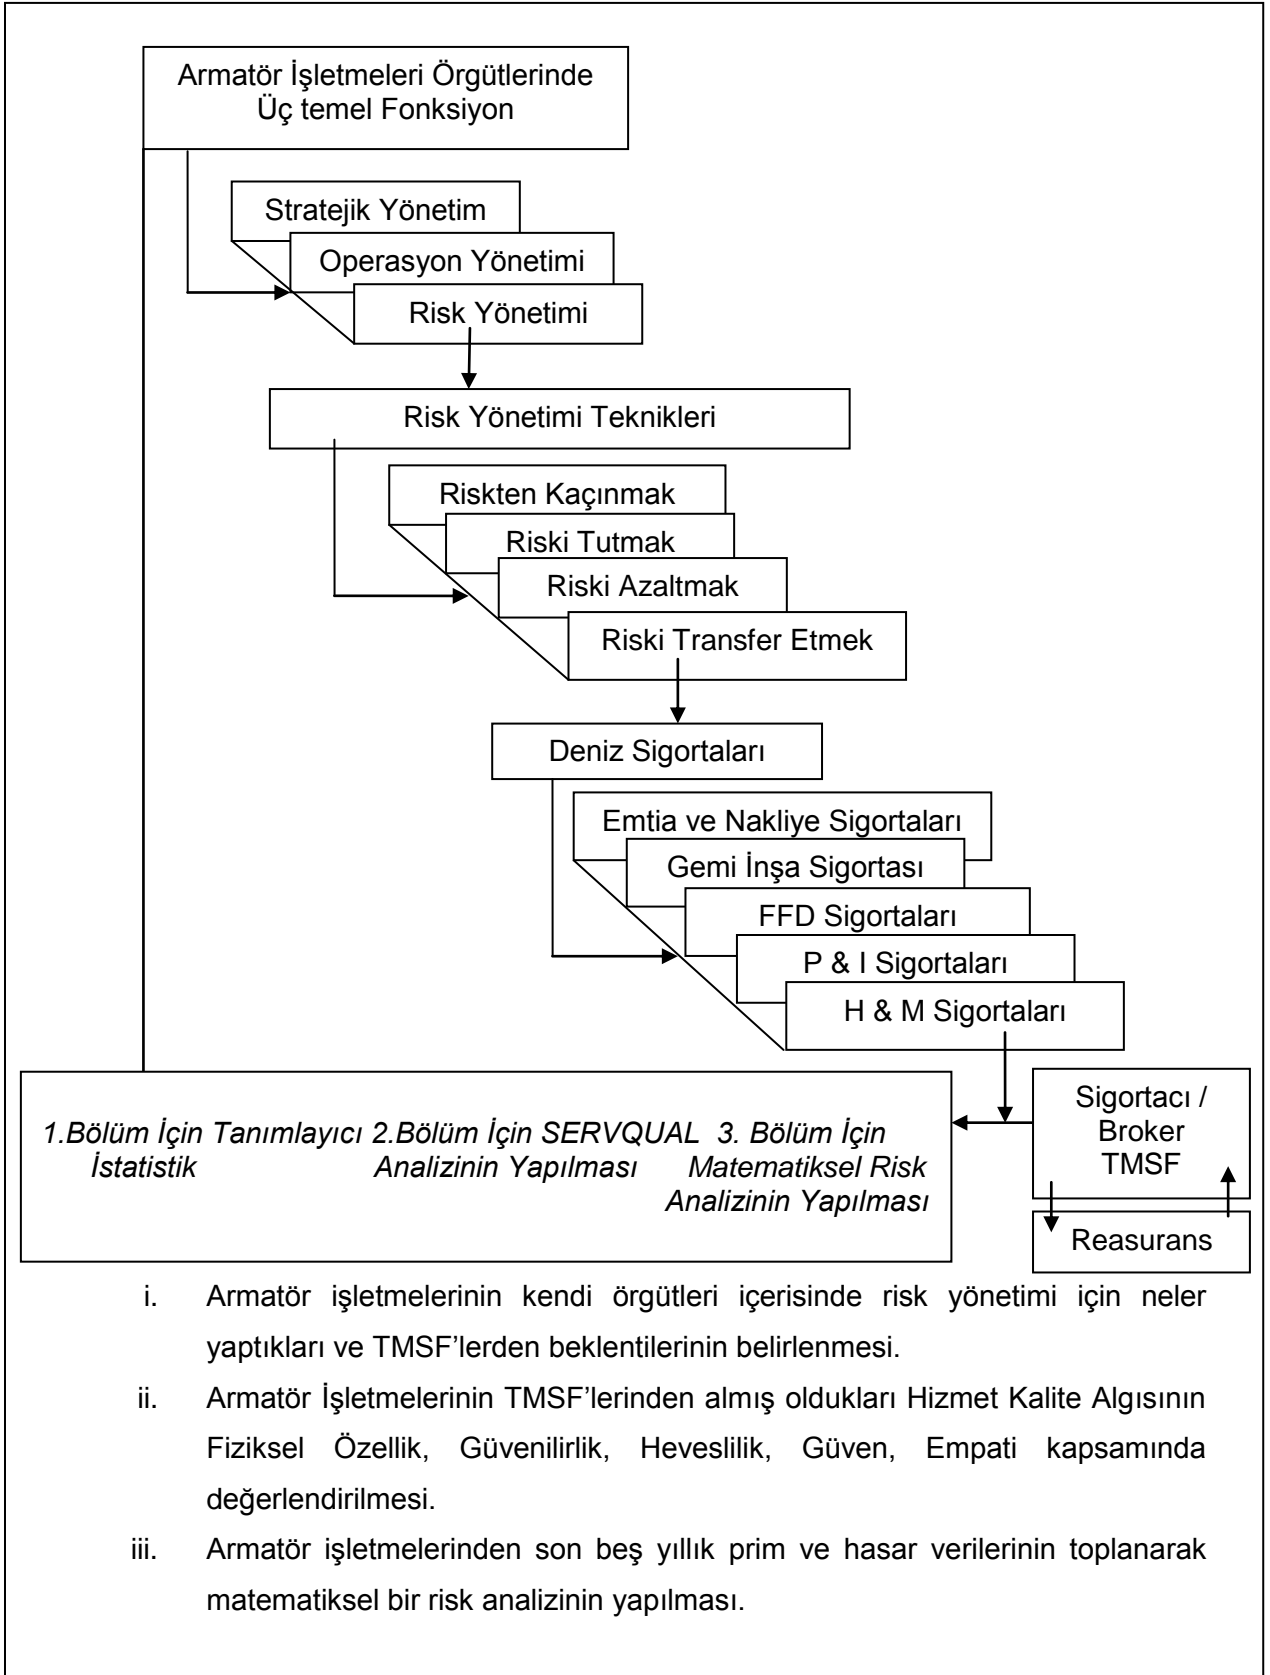 Armatör İşletmeleri Örgütlerinde
Üç temel Fonksiyon
Stratejik Yönetim
Operasyon Yönetimi
Risk Yönetimi
Risk Yönetimi Teknikleri
Riskten Kaçınmak
Riski Tutmak
Riski Azaltmak
Riski Transfer Etmek
Deniz Sigortaları
Emtia ve Nakliye Sigortaları
Gemi İnşa Sigortası
FFD Sigortaları
P & I Sigortaları
H & M Sigortaları
1.Bölüm İçin Tanımlayıcı
İstatistik
2.Bölüm İçin SERVQUAL
Analizinin Yapılması
3. Bölüm İçin
Matematiksel Risk
Analizinin Yapılması
Sigortacı /
Broker
TMSF
Reasurans
i. Armatör işletmelerinin kendi örgütleri içerisinde risk yönetimi için neler
yaptıkları ve TMSF’lerden beklentilerinin belirlenmesi.
ii. Armatör İşletmelerinin TMSF’lerinden almış oldukları Hizmet Kalite Algısının
Fiziksel Özellik, Güvenilirlik, Heveslilik, Güven, Empati kapsamında
değerlendirilmesi.
iii. Armatör işletmelerinden son beş yıllık prim ve hasar verilerinin toplanarak
matematiksel bir risk analizinin yapılması.